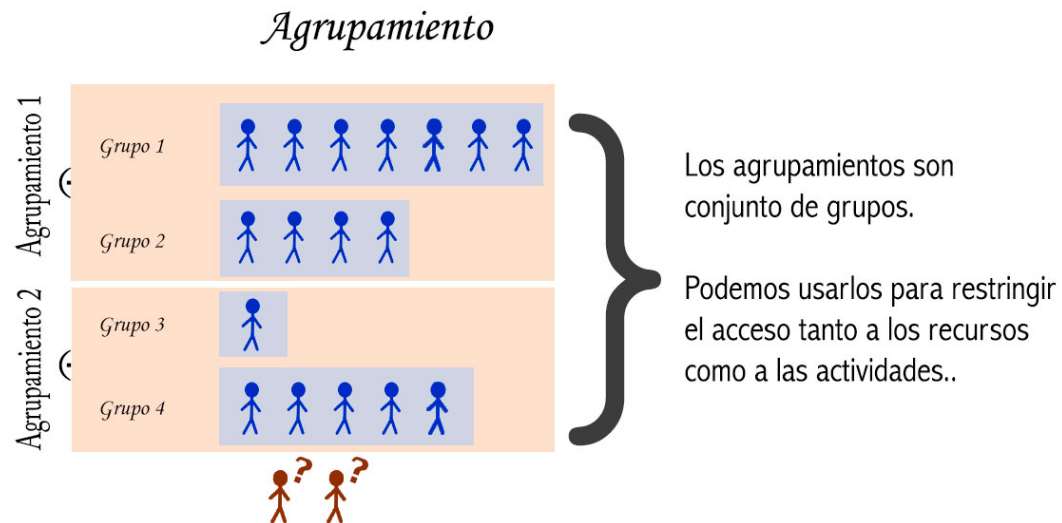 Agrupamiento
Agrupamiento 1
Grupo 1
Grupo 2
Agrupamiento 2
Grupo 3
Grupo 4
? ?
Los agrupamientos son
conjunto de grupos.
Podemos usarlos para restringir
el acceso tanto a los recursos
como a las actividades..